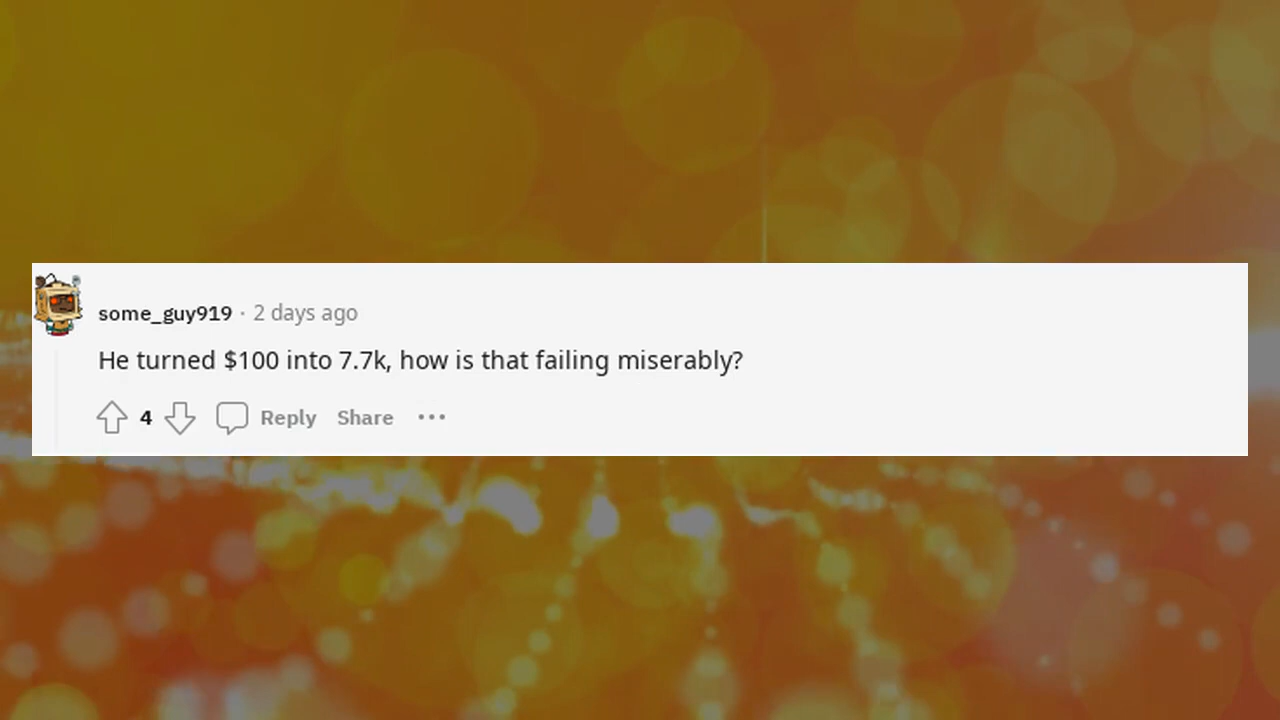 some_guy919 · 2 days ago
He turned $100 into 7.7k, how is that failing miserably?
4 Reply Share ···